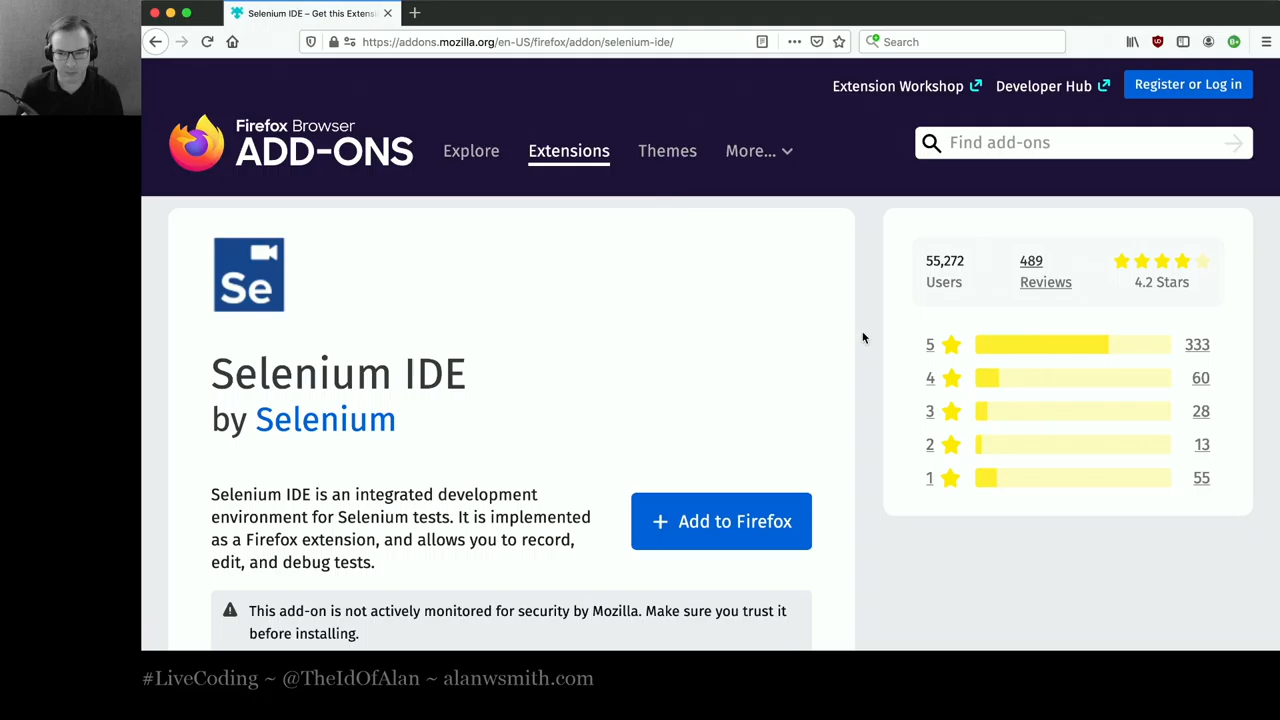 Selenium IDE – Get this Extensi
https://addons.mozilla.org/en-US/firefox/addon/selenium-ide/
Search
Extension Workshop
Developer Hub
Register or Log in
Firefox Browser
ADD-ONS
Explore
Extensions
Themes
More...
Find add-ons
Se
Selenium IDE
by Selenium
Selenium IDE is an integrated development
environment for Selenium tests. It is implemented
as a Firefox extension, and allows you to record,
edit, and debug tests.
+ Add to Firefox
This add-on is not actively monitored for security by Mozilla. Make sure you trust it
before installing.
55,272
Users
489
Reviews
4.2 Stars
5 333
4 60
3 28
2 13
1 55
#LiveCoding ~ @TheIdOfAlan ~ alanwsmith.com